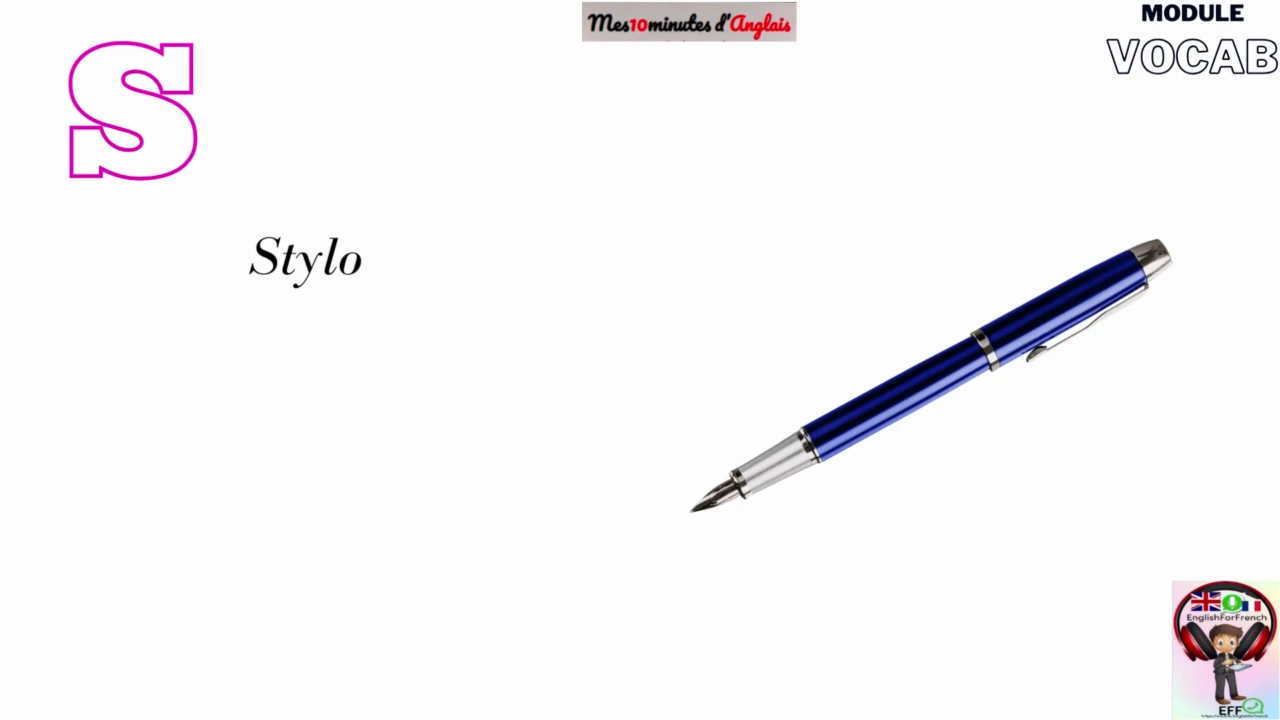 Mes10minutes d'Anglais
MODULE
VOCAB
S
Stylo
EnglishForFrench
EFF